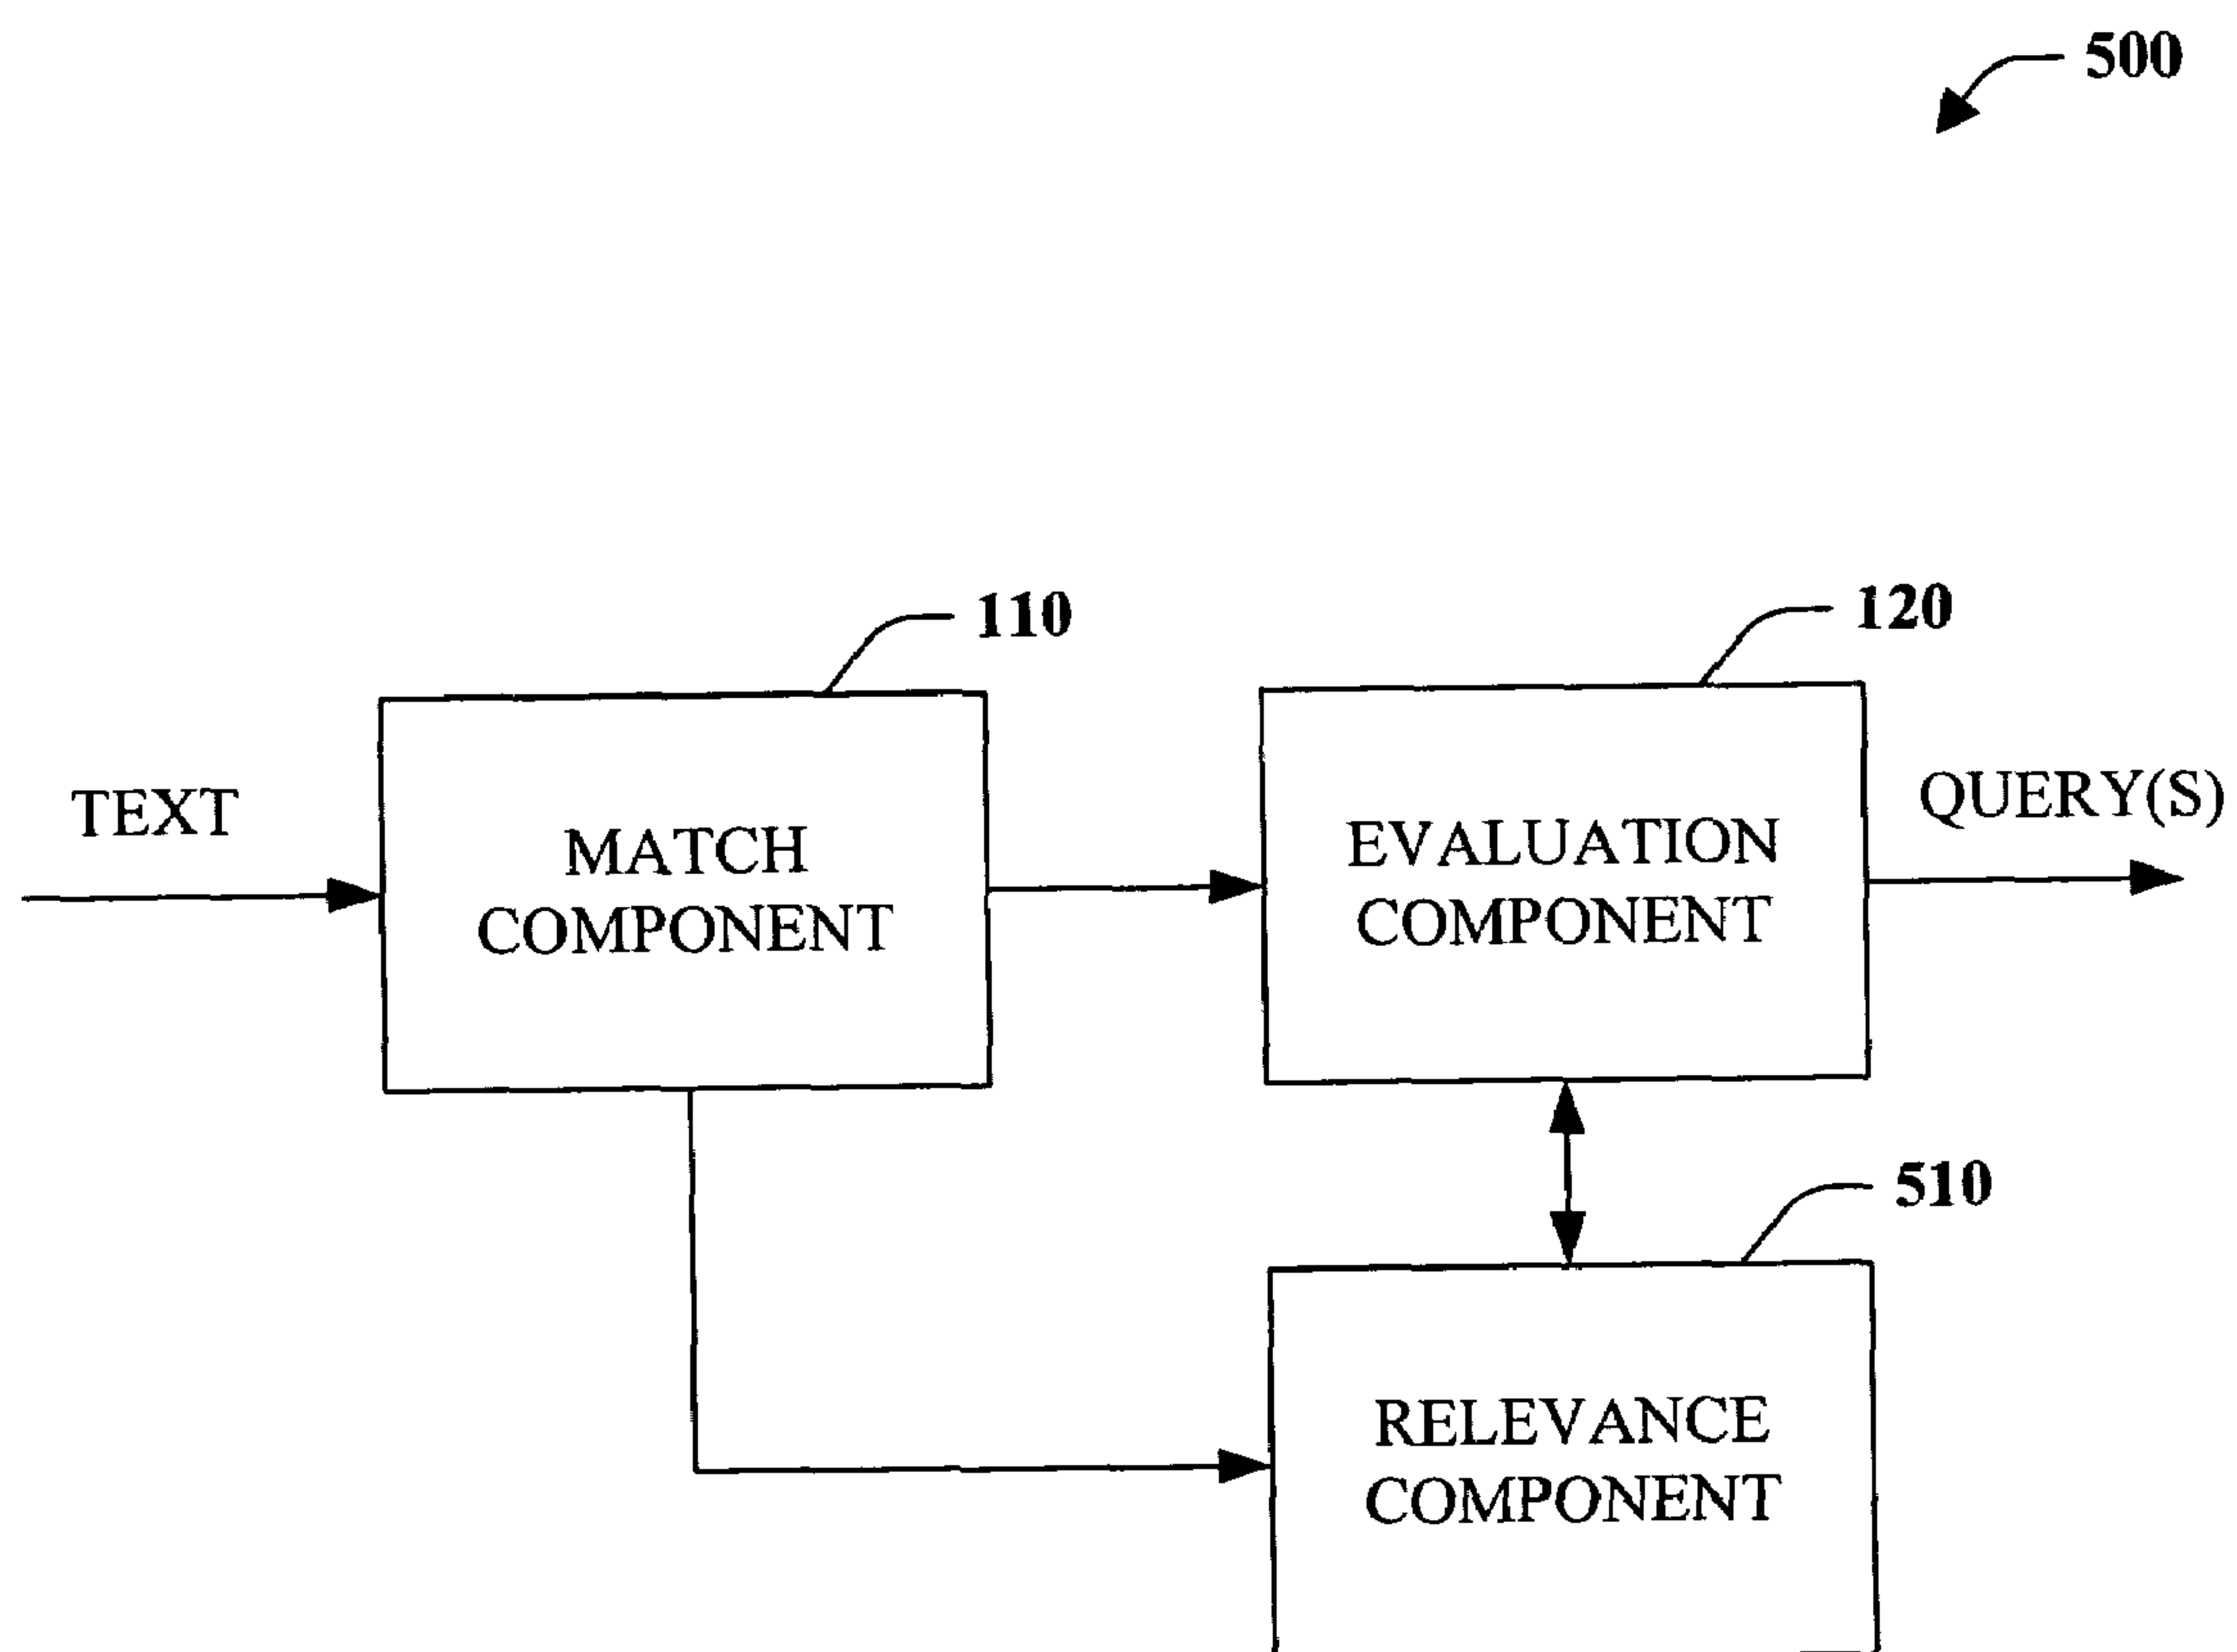 500
110
120
TEXT
MATCH
COMPONENT
EVALUATION
COMPONENT
QUERY(S)
510
RELEVANCE
COMPONENT